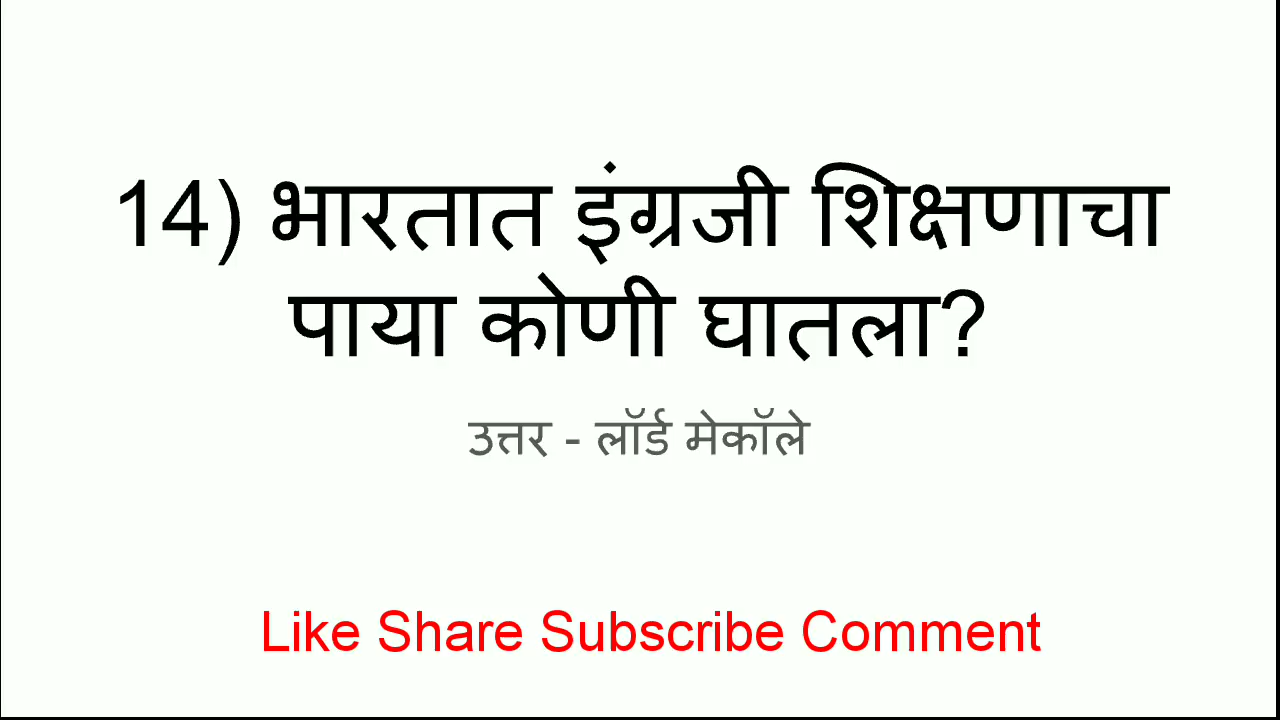 14) भारतात इंग्रजी शिक्षणाचा
पाया कोणी घातला?
उत्तर - लॉर्ड मेकॉले
Like Share Subscribe Comment